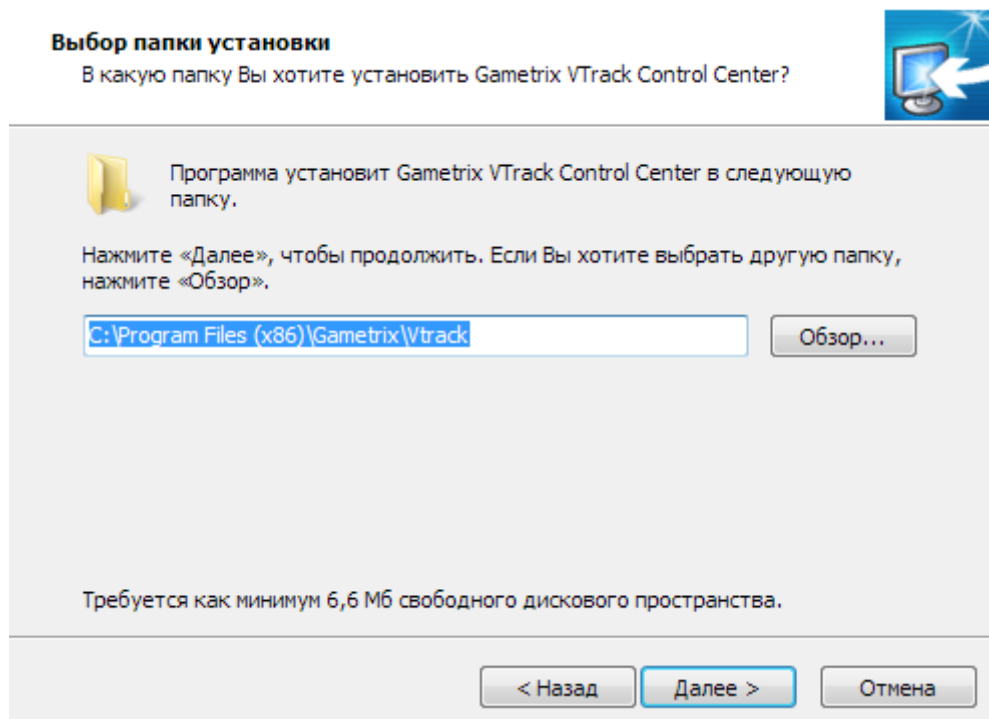 Выбор папки установки
В какую папку Вы хотите установить Gametrix VTrack Control Center?
Программа установит Gametrix VTrack Control Center в следующую
папку.
Нажмите «Далее», чтобы продолжить. Если Вы хотите выбрать другую папку,
нажмите «Обзор».
C:\Program Files (x86)\Gametrix\Vtrack
Обзор...
Требуется как минимум 6,6 Мб свободного дискового пространства.
< Назад
Далее >
Отмена